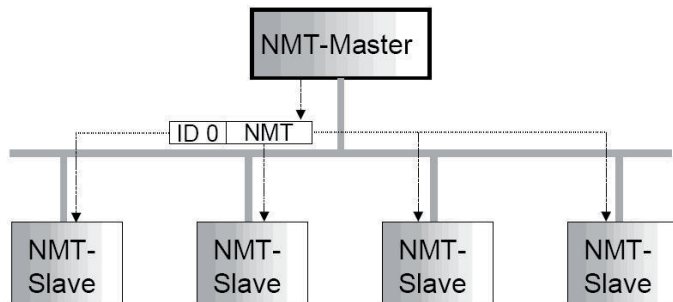 NMT-Master
ID 0 NMT
NMT-
Slave
NMT-
Slave
NMT-
Slave
NMT-
Slave